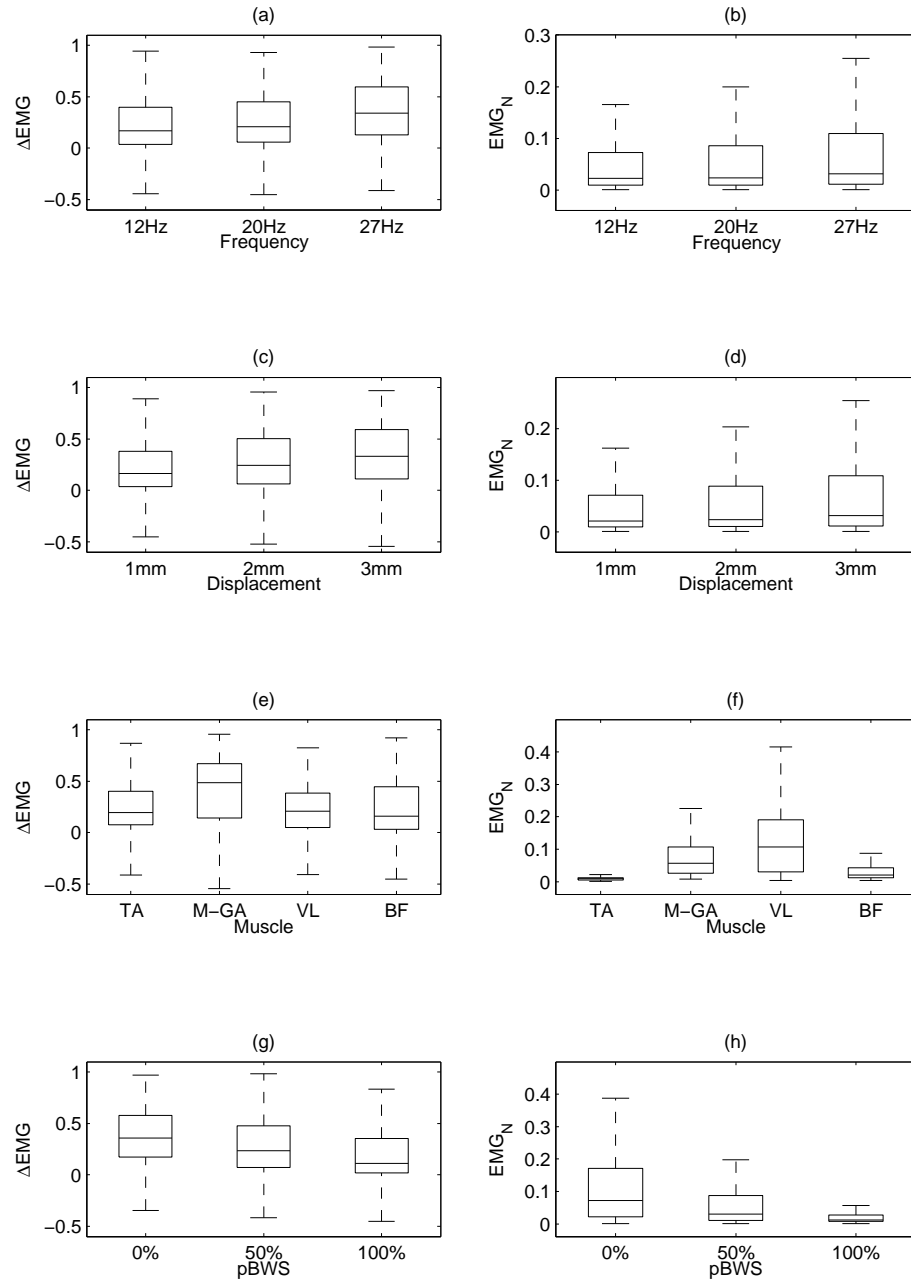 (a)
1
0.5
0
−0.5
ΔEMG
12Hz 20Hz 27Hz
Frequency
(b)
0.3
0.2
0.1
0
EMG_N
12Hz 20Hz 27Hz
Frequency
(c)
1
0.5
0
−0.5
ΔEMG
1mm 2mm 3mm
Displacement
(d)
0.2
0.1
0
EMG_N
1mm 2mm 3mm
Displacement
(e)
1
0.5
0
−0.5
ΔEMG
TA M−GA VL BF
Muscle
(f)
0.4
0.3
0.2
0.1
0
EMG_N
TA M−GA VL BF
Muscle
(g)
1
0.5
0
−0.5
ΔEMG
0% 50% 100%
pBWS
(h)
0.4
0.3
0.2
0.1
0
EMG_N
0% 50% 100%
pBWS